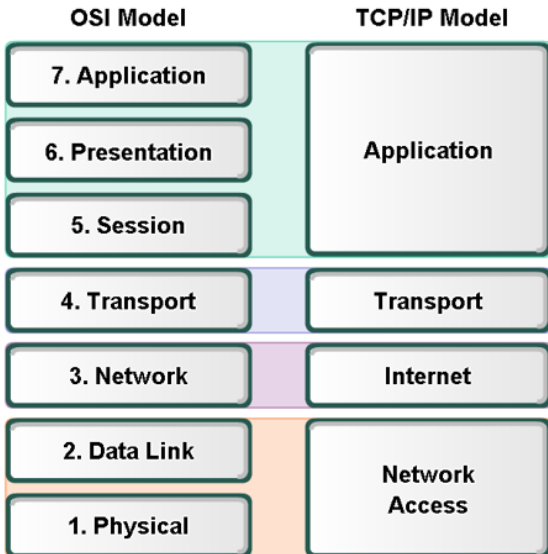 OSI Model
TCP/IP Model
7. Application
6. Presentation
5. Session
Application
4. Transport
Transport
3. Network
Internet
2. Data Link
1. Physical
Network
Access